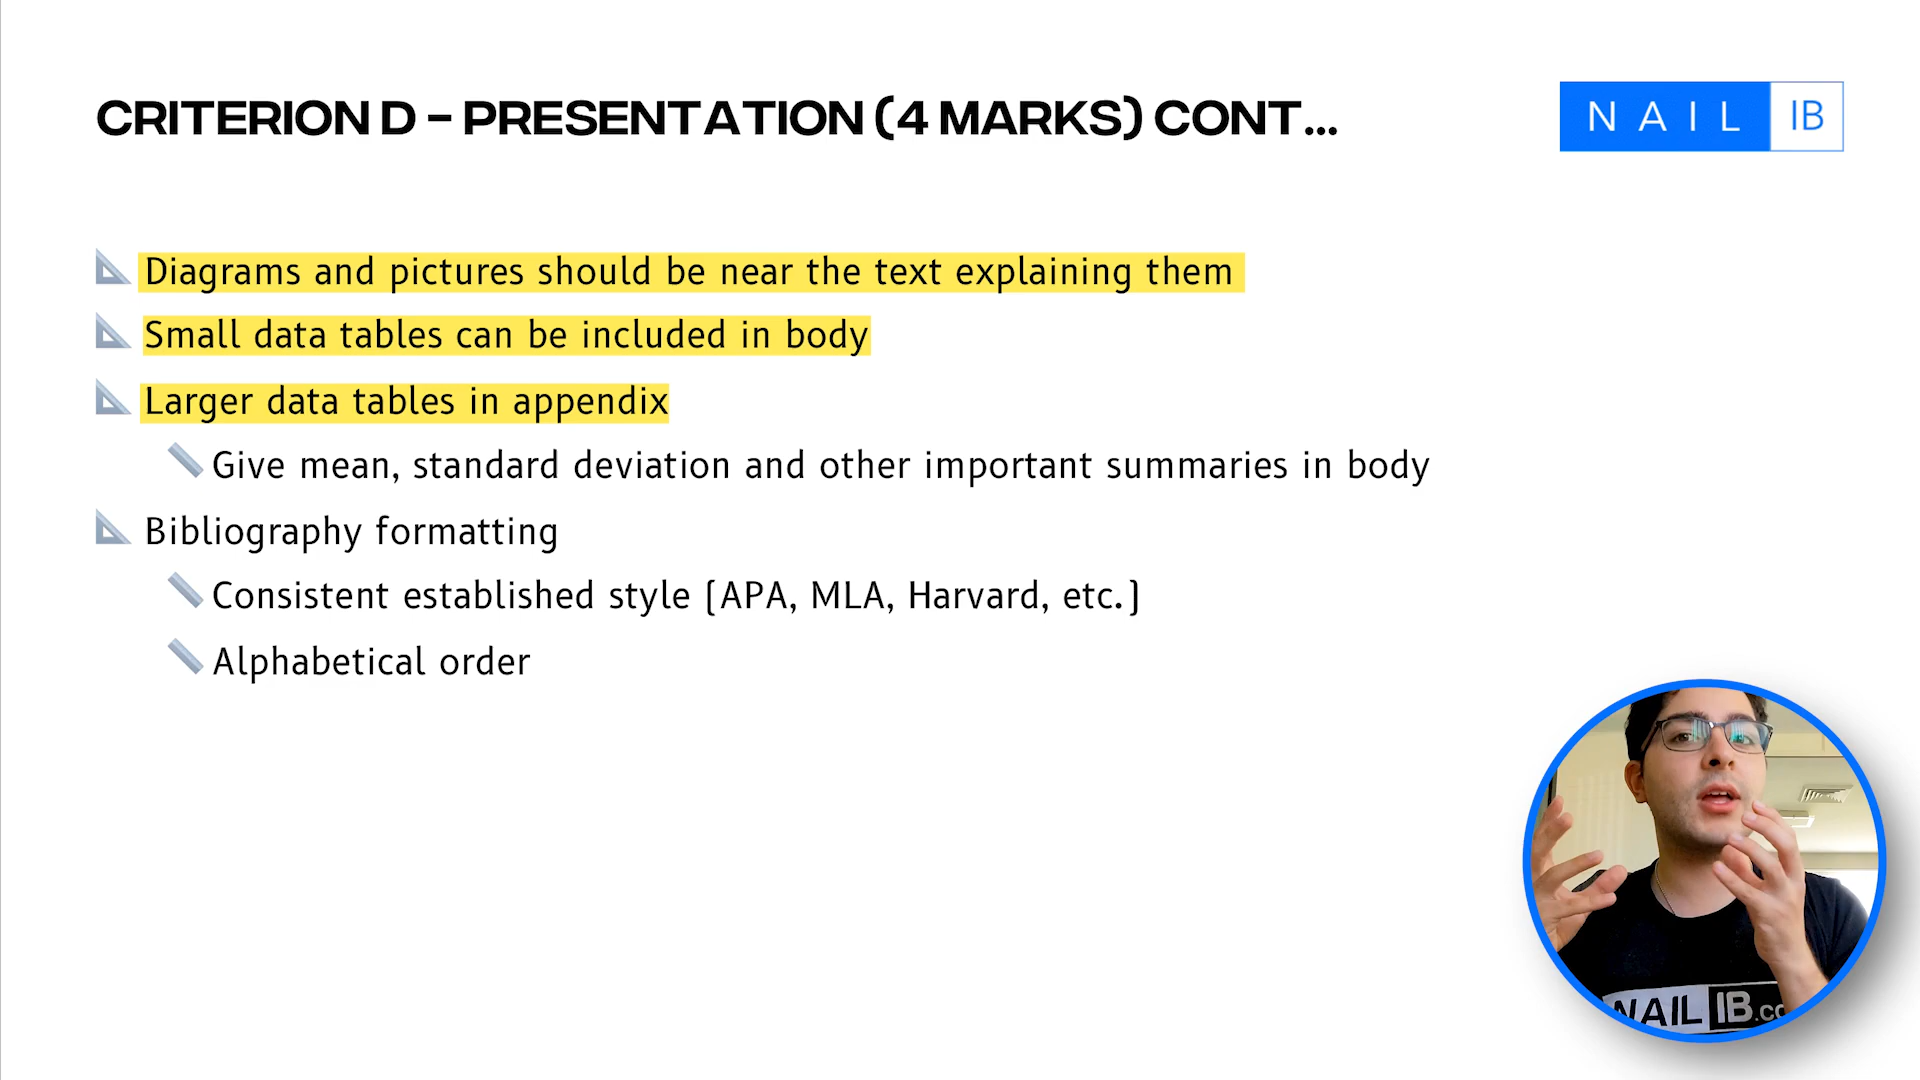 CRITERION D – PRESENTATION (4 MARKS) CONT...
NAIL IB
Diagrams and pictures should be near the text explaining them
Small data tables can be included in body
Larger data tables in appendix
Give mean, standard deviation and other important summaries in body
Bibliography formatting
Consistent established style (APA, MLA, Harvard, etc.)
Alphabetical order
NAIL IB.co